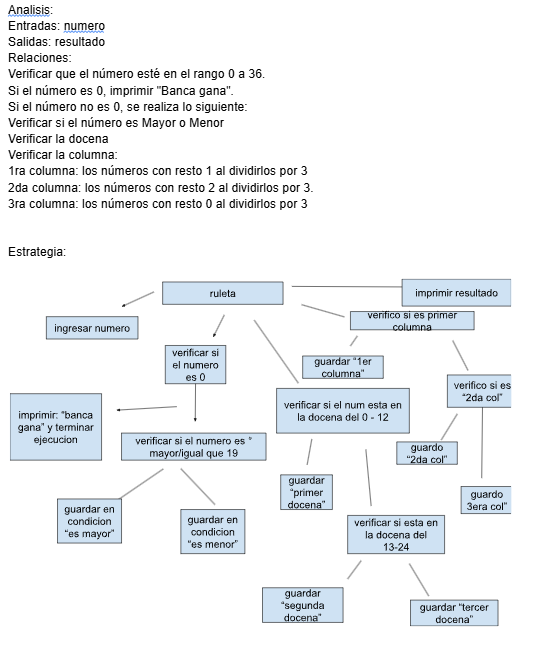 Analisis:
Entradas: numero
Salidas: resultado
Relaciones:
Verificar que el número esté en el rango 0 a 36.
Si el número es 0, imprimir "Banca gana".
Si el número no es 0, se realiza lo siguiente:
Verificar si el número es Mayor o Menor
Verificar la docena
Verificar la columna:
1ra columna: los números con resto 1 al dividirlos por 3
2da columna: los números con resto 2 al dividirlos por 3.
3ra columna: los números con resto 0 al dividirlos por 3
Estrategia:
ruleta
imprimir resultado
ingresar numero
verifico si es primer
columna
verificar si
el numero
es 0
guardar "1er
columna"
verifico si es
"2da col"
imprimir: "banca
gana" y terminar
ejecucion
verificar si el num esta en
la docena del 0 - 12
verificar si el numero es "
mayor/igual que 19
guardo
"2da col"
guardar
"primer
docena"
guardo
3era col"
guardar en
condicion
"es mayor"
guardar en
condicion
"es menor"
verificar si esta en
la docena del
13-24
guardar
"segunda
docena"
guardar "tercer
docena"